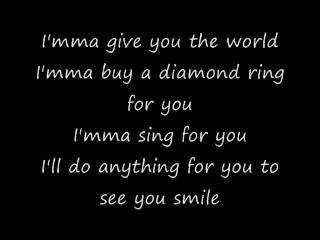 I'mma give you the world
I'mma buy a diamond ring
for you
I'mma sing for you
I'll do anything for you to
see you smile